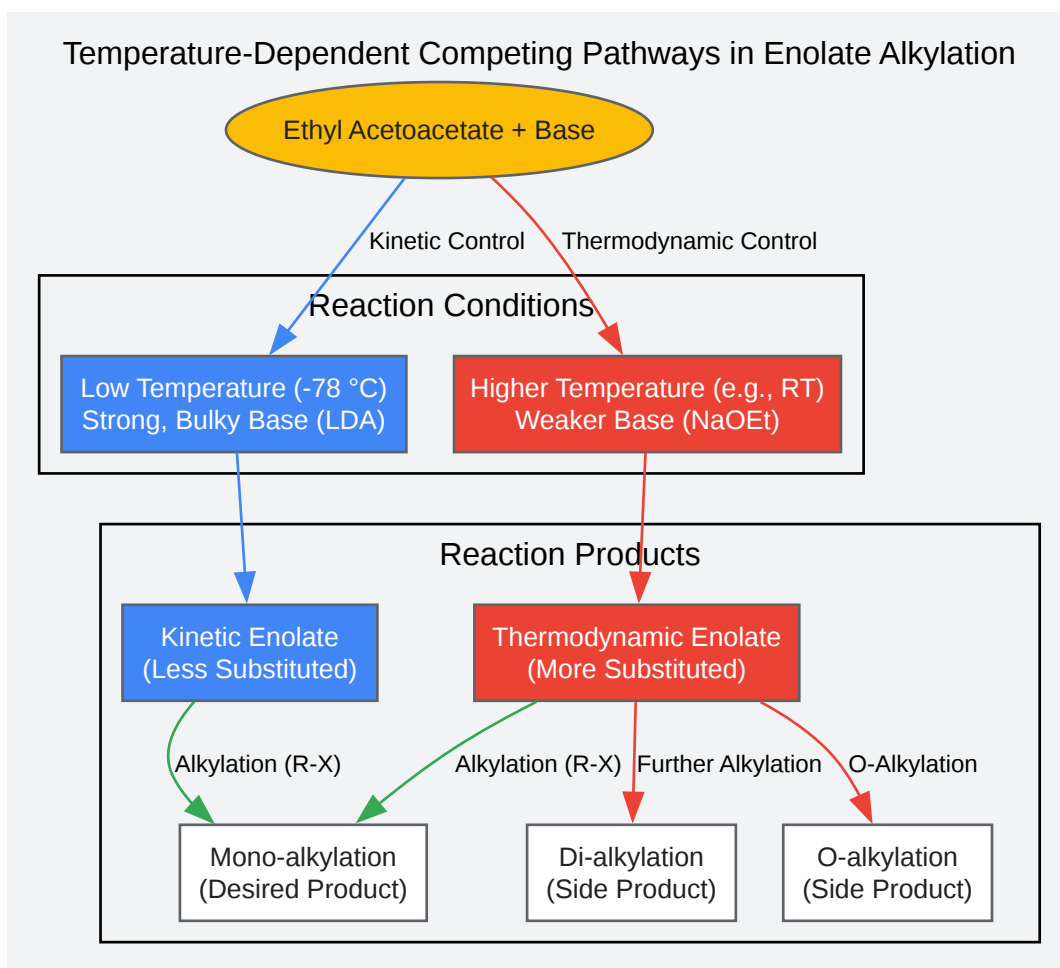 Temperature-Dependent Competing Pathways in Enolate Alkylation
Ethyl Acetoacetate + Base
Kinetic Control
Thermodynamic Control
Reaction Conditions
Low Temperature (-78 °C)
Strong, Bulky Base (LDA)
Higher Temperature (e.g., RT)
Weaker Base (NaOEt)
Reaction Products
Kinetic Enolate
(Less Substituted)
Thermodynamic Enolate
(More Substituted)
Alkylation (R-X)
Alkylation (R-X)
Further Alkylation
O-Alkylation
Mono-alkylation
(Desired Product)
Di-alkylation
(Side Product)
O-alkylation
(Side Product)